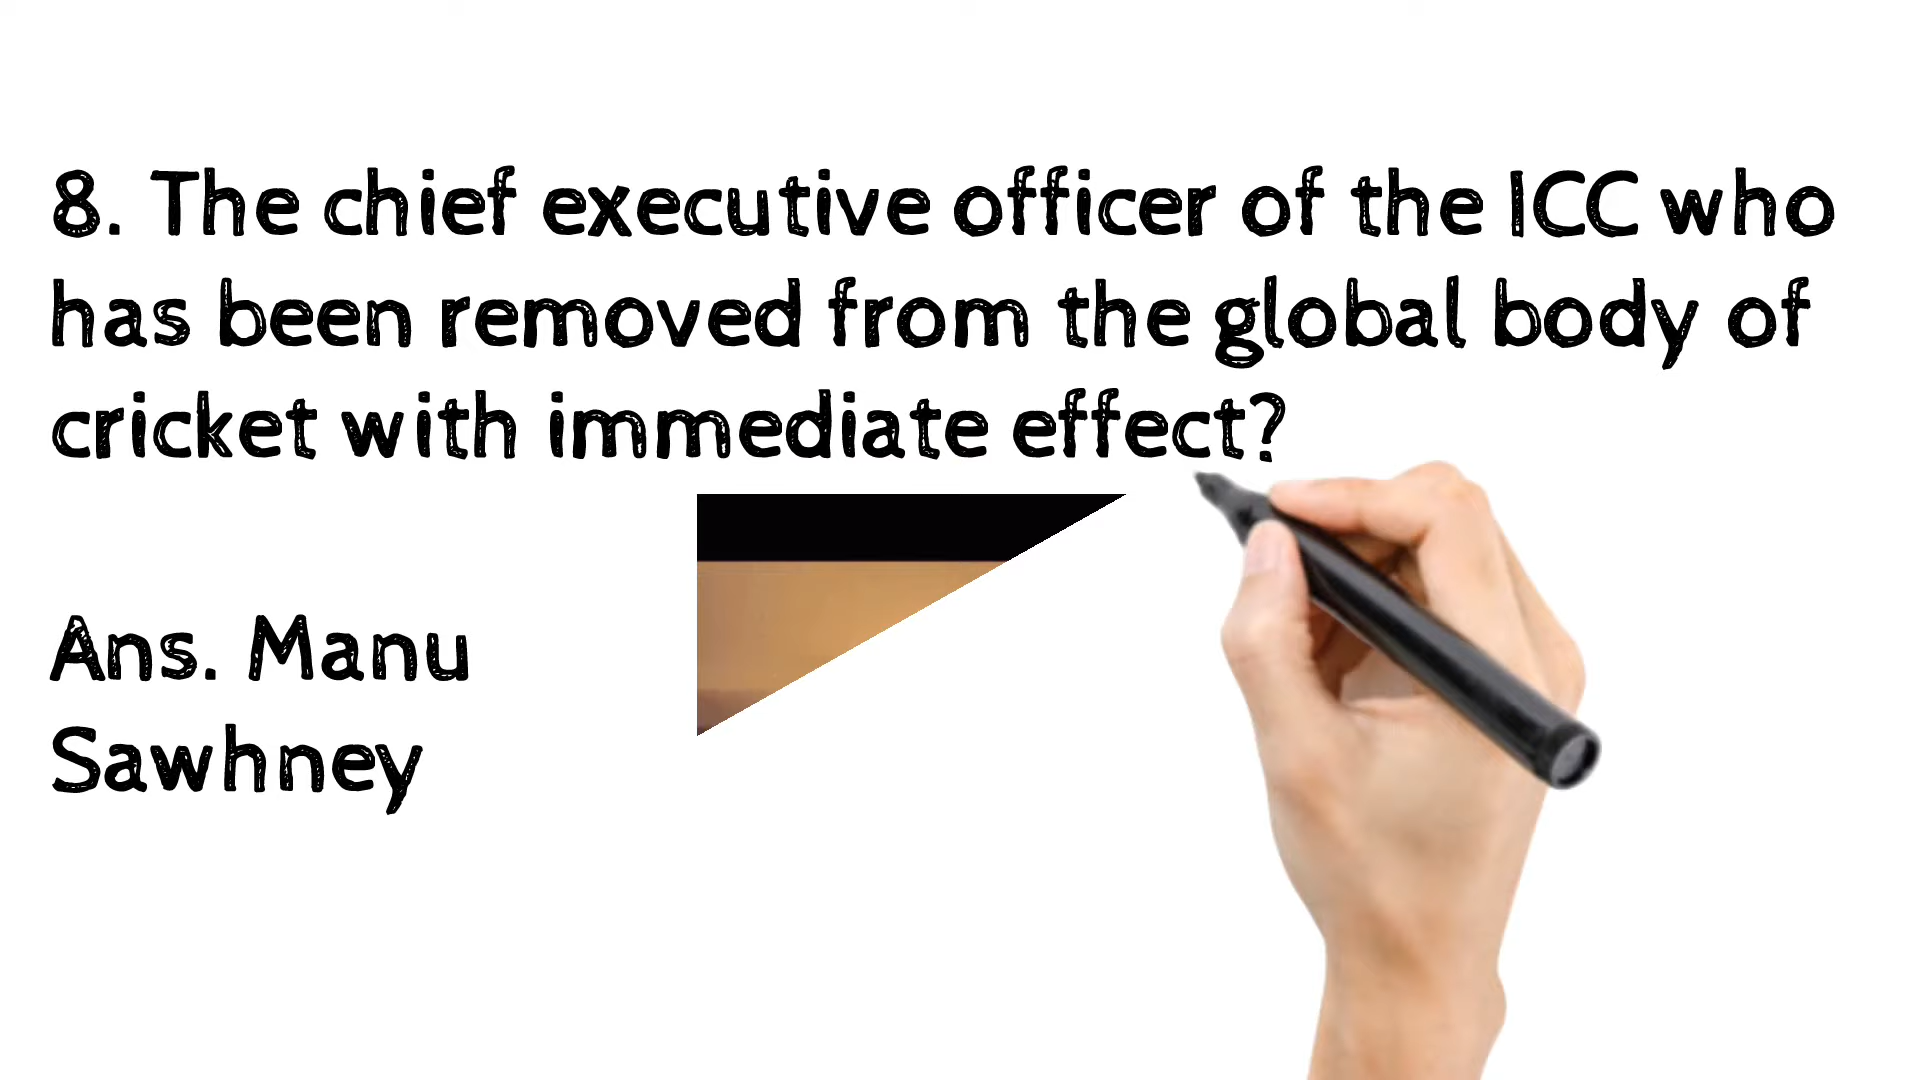 8. The chief executive officer of the ICC who
has been removed from the global body of
cricket with immediate effect?
Ans. Manu
Sawhney